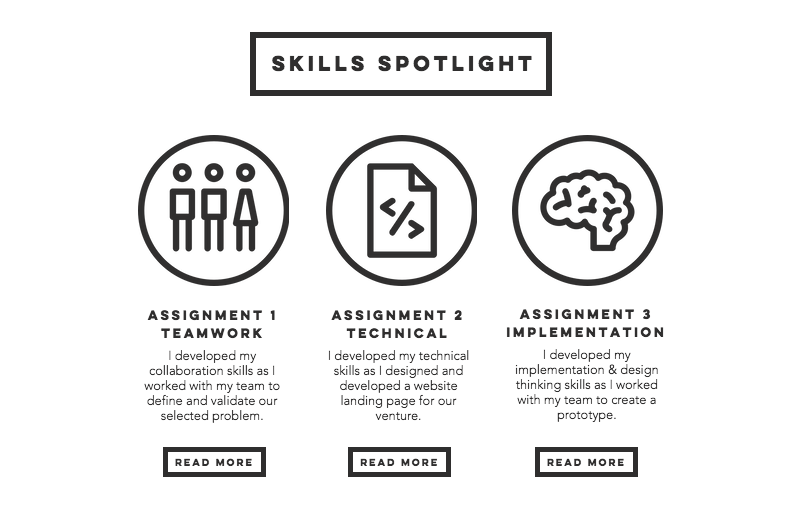 SKILLS SPOTLIGHT
</>
ASSIGNMENT 1
TEAMWORK
I developed my
collaboration skills as I
worked with my team to
define and validate our
selected problem.
READ MORE
ASSIGNMENT 2
TECHNICAL
I developed my technical
skills as I designed and
developed a website
landing page for our
venture.
READ MORE
ASSIGNMENT 3
IMPLEMENTATION
I developed my
implementation & design
thinking skills as I worked
with my team to create a
prototype.
READ MORE